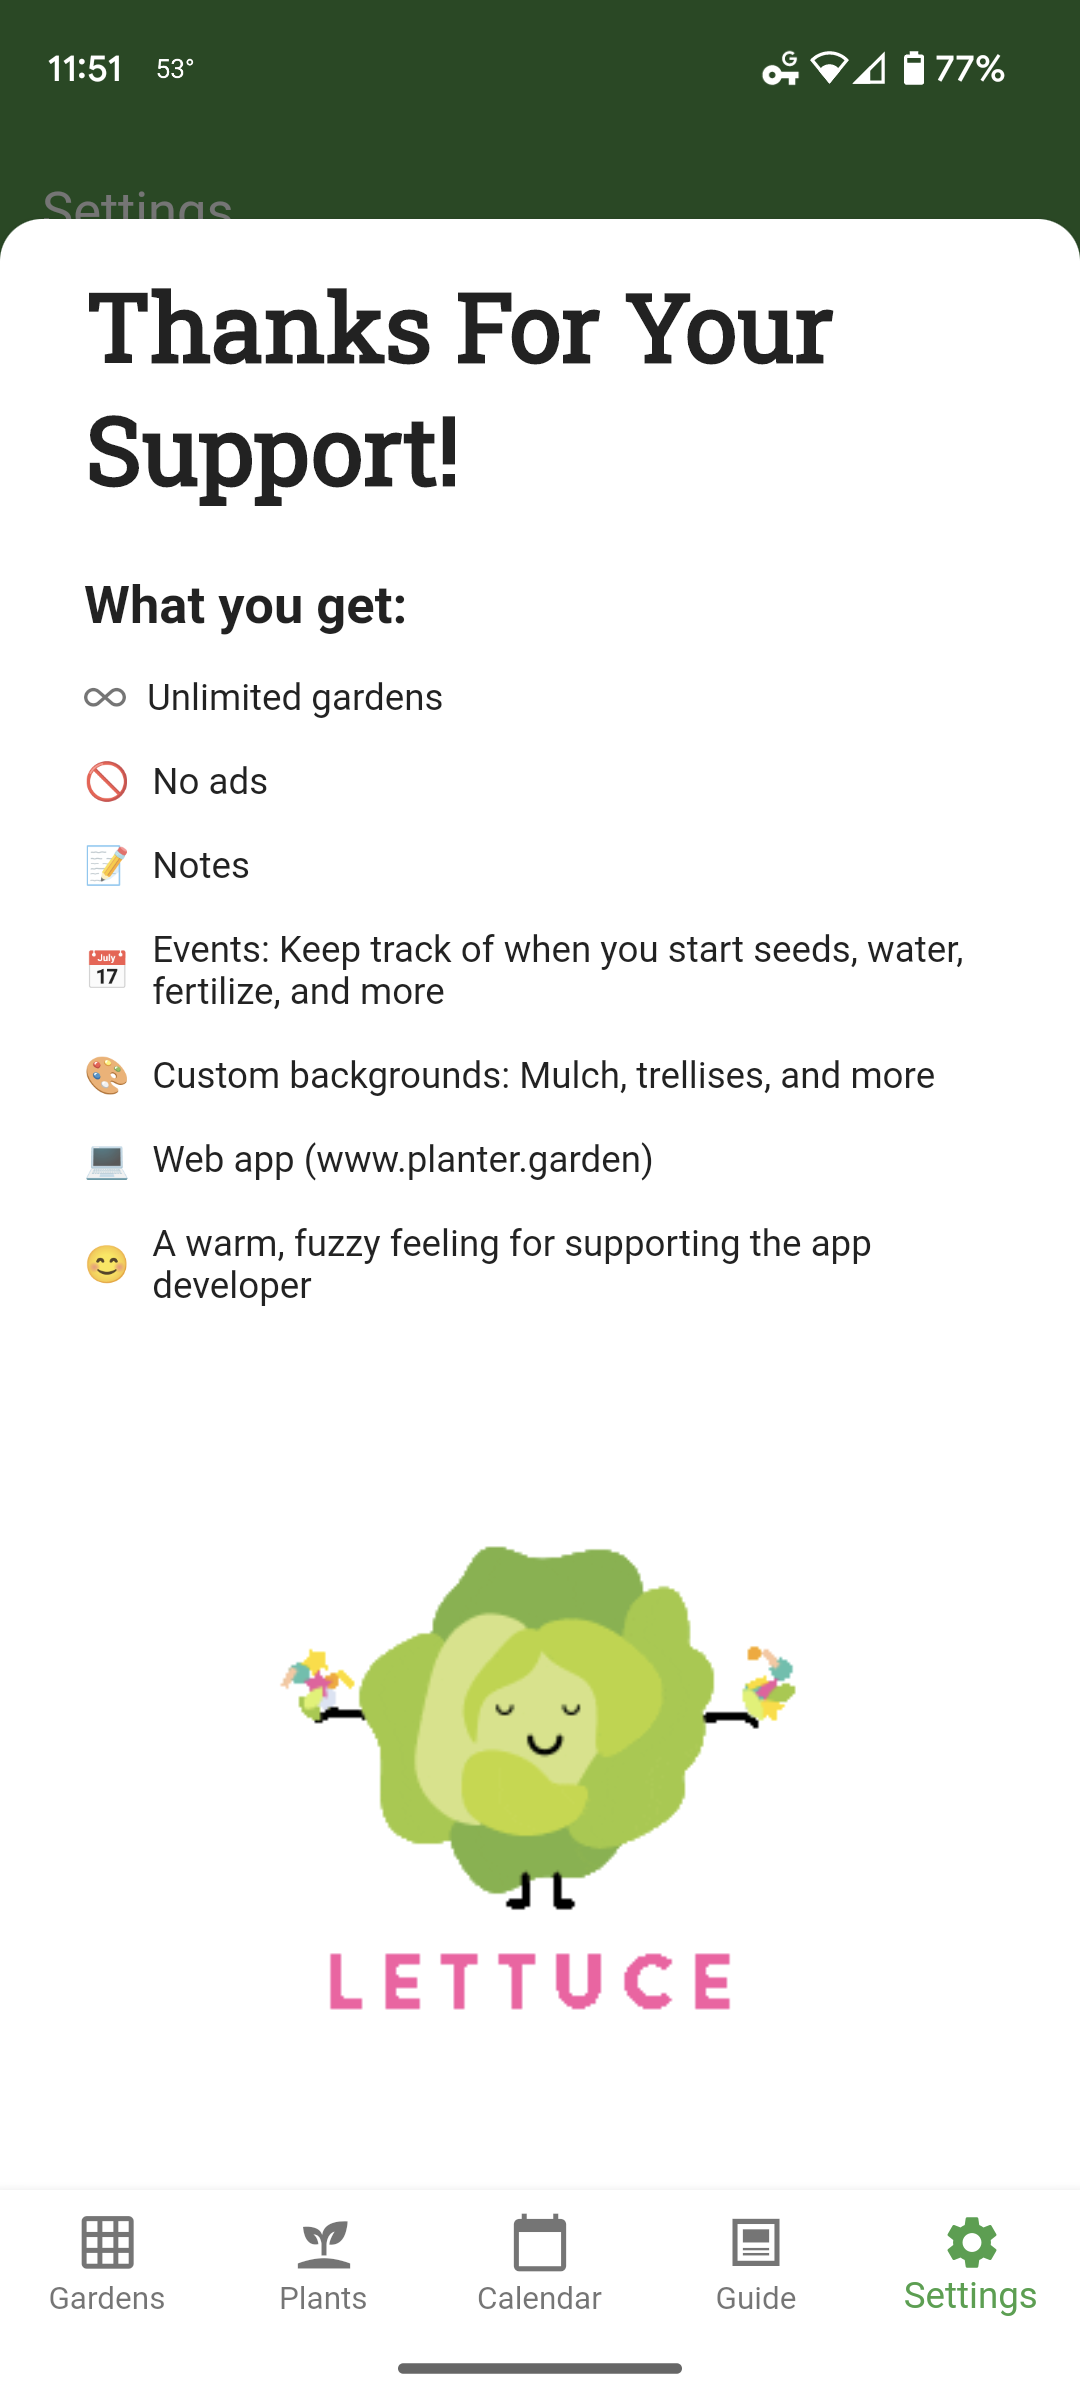 11:51 53° G 77%
Settings
Thanks For Your
Support!
What you get:
Unlimited gardens
No ads
Notes
July
17
Events: Keep track of when you start seeds, water,
fertilize, and more
Custom backgrounds: Mulch, trellises, and more
Web app (www.planter.garden)
A warm, fuzzy feeling for supporting the app
developer
LETTUCE
Gardens Plants Calendar Guide Settings